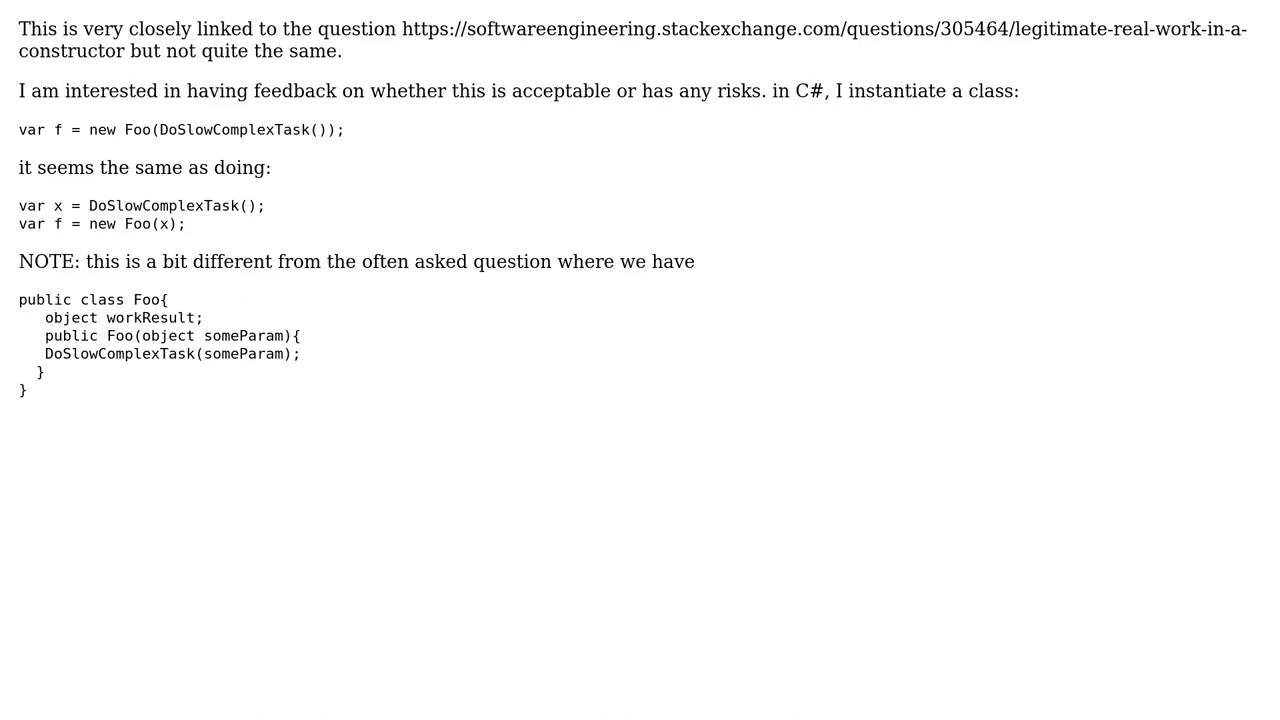 This is very closely linked to the question https://softwareengineering.stackexchange.com/questions/305464/legitimate-real-work-in-a-
constructor but not quite the same.
I am interested in having feedback on whether this is acceptable or has any risks. in C#, I instantiate a class:
var f = new Foo(DoSlowComplexTask());
it seems the same as doing:
var x = DoSlowComplexTask();
var f = new Foo(x);
NOTE: this is a bit different from the often asked question where we have
public class Foo{
   object workResult;
   public Foo(object someParam){
   DoSlowComplexTask(someParam);
  }
}